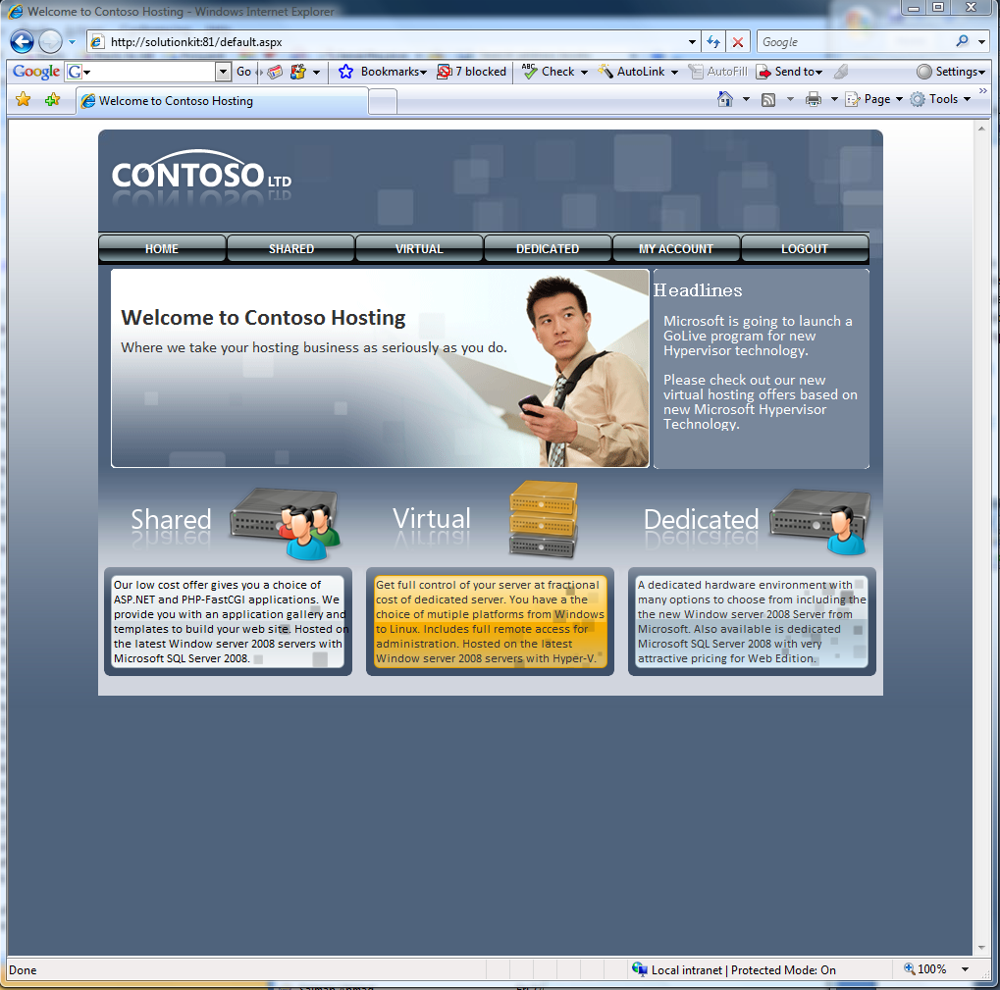 Welcome to Contoso Hosting - Windows Internet Explorer
http://solutionkit:81/default.aspx
Google
Google G Go Bookmarks 7 blocked ABC Check AutoLink AutoFill Send to Settings
Welcome to Contoso Hosting
Page Tools
CONTOSO LTD
HOME SHARED VIRTUAL DEDICATED MY ACCOUNT LOGOUT
Welcome to Contoso Hosting
Where we take your hosting business as seriously as you do.
Headlines
Microsoft is going to launch a
GoLive program for new
Hypervisor technology.
Please check out our new
virtual hosting offers based on
new Microsoft Hypervisor
Technology.
Shared
Our low cost offer gives you a choice of
ASP.NET and PHP-FastCGI applications. We
provide you with an application gallery and
templates to build your web site. Hosted on
the latest Window server 2008 servers with
Microsoft SQL Server 2008.
Virtual
Get full control of your server at fractional
cost of dedicated server. You have a the
choice of mutiple platforms from Windows
to Linux. Includes full remote access for
administration. Hosted on the latest
Window server 2008 servers with Hyper-V.
Dedicated
A dedicated hardware environment with
many options to choose from including the
the new Window server 2008 Server from
Microsoft. Also available is dedicated
Microsoft SQL Server 2008 with very
attractive pricing for Web Edition.
Done
Local intranet | Protected Mode: On
100%